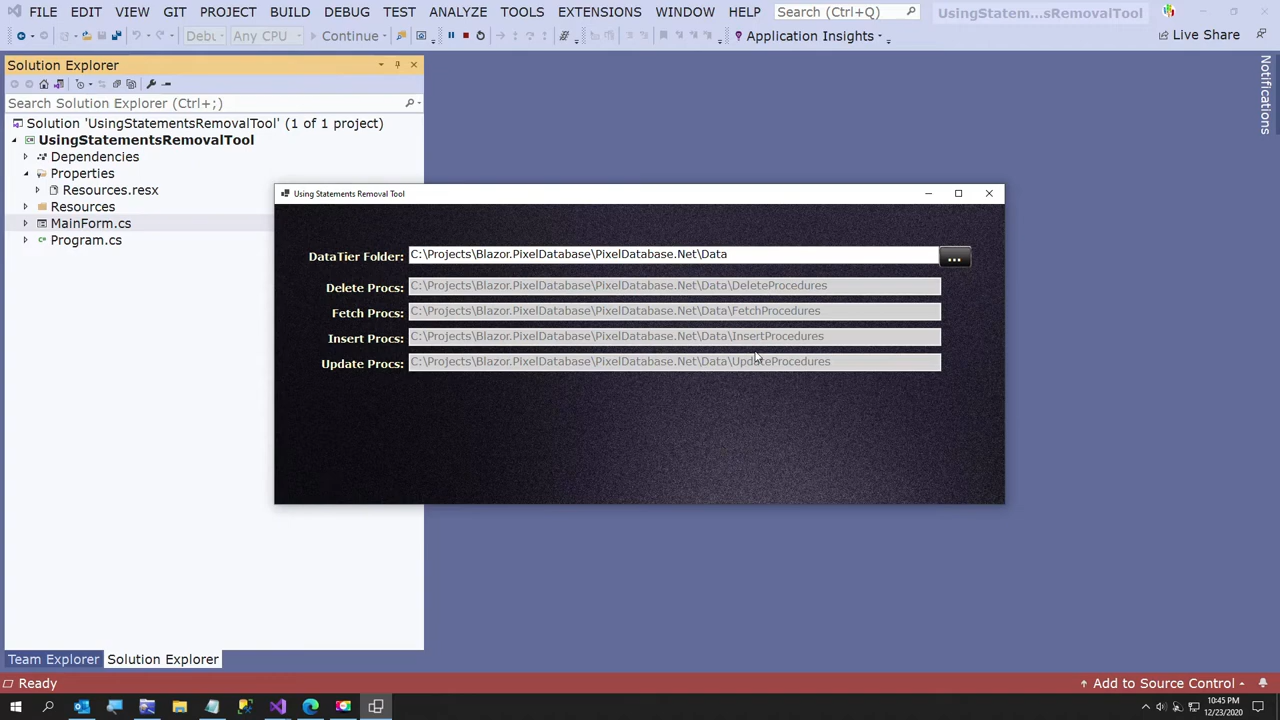 FILE EDIT VIEW GIT PROJECT BUILD DEBUG TEST ANALYZE TOOLS EXTENSIONS WINDOW HELP Search (Ctrl+Q) UsingStatem...sRemovalTool
Debu Any CPU Continue Application Insights Live Share
Solution Explorer
Notifications
Search Solution Explorer (Ctrl+;)
Solution 'UsingStatementsRemovalTool' (1 of 1 project)
UsingStatementsRemovalTool
Dependencies
Properties
Resources.resx
Resources
MainForm.cs
Program.cs
Using Statements Removal Tool
DataTier Folder: C:\Projects\Blazor.PixelDatabase\PixelDatabase.Net\Data ...
Delete Procs: C:\Projects\Blazor.PixelDatabase\PixelDatabase.Net\Data\DeleteProcedures
Fetch Procs: C:\Projects\Blazor.PixelDatabase\PixelDatabase.Net\Data\FetchProcedures
Insert Procs: C:\Projects\Blazor.PixelDatabase\PixelDatabase.Net\Data\InsertProcedures
Update Procs: C:\Projects\Blazor.PixelDatabase\PixelDatabase.Net\Data\UpdateProcedures
Team Explorer Solution Explorer
Ready Add to Source Control
10:45 PM
12/23/2020